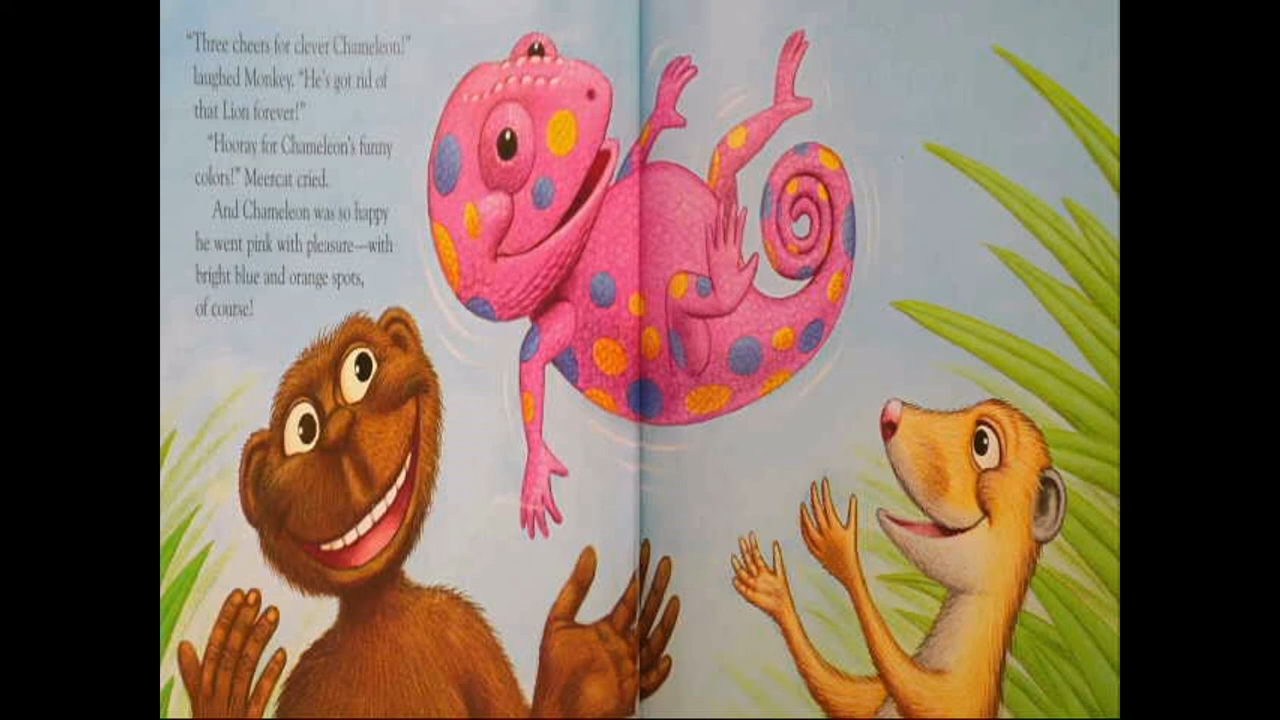 “Three cheers for clever Chameleon!”
laughed Monkey. “He’s got rid of
that Lion forever!”
“Hooray for Chameleon’s funny
colors!” Meercat cried.
And Chameleon was so happy
he went pink with pleasure—with
bright blue and orange spots,
of course!